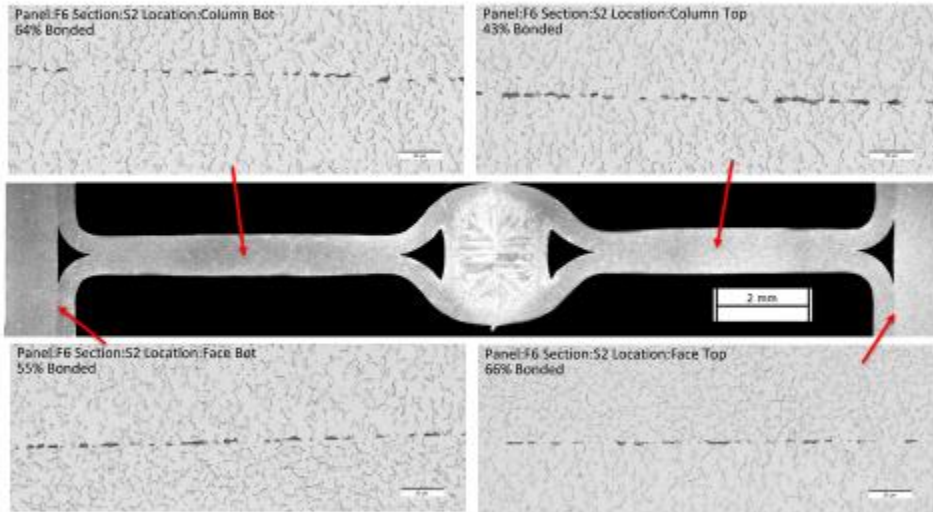 Panel:F6 Section:S2 Location:Column Bot
64% Bonded
Panel:F6 Section:S2 Location:Column Top
43% Bonded
2 mm
Panel:F6 Section:S2 Location:Face Bot
55% Bonded
Panel:F6 Section:S2 Location:Face Top
66% Bonded